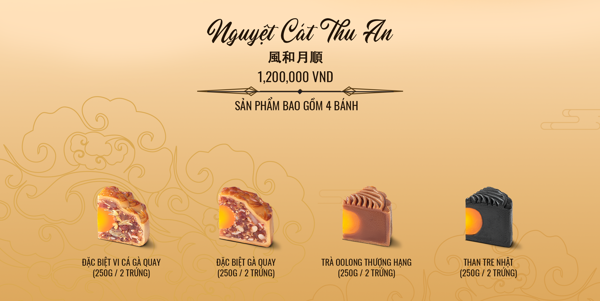 Nguyệt Cát Thu An
風和月順
1,200,000 VND
SẢN PHẨM BAO GỒM 4 BÁNH
ĐẶC BIỆT VI CÁ GÀ QUAY
(250G / 2 TRỨNG)
ĐẶC BIỆT GÀ QUAY
(250G / 2 TRỨNG)
TRÀ OOLONG THƯỢNG HẠNG
(250G / 2 TRỨNG)
THAN TRE NHẬT
(250G / 2 TRỨNG)